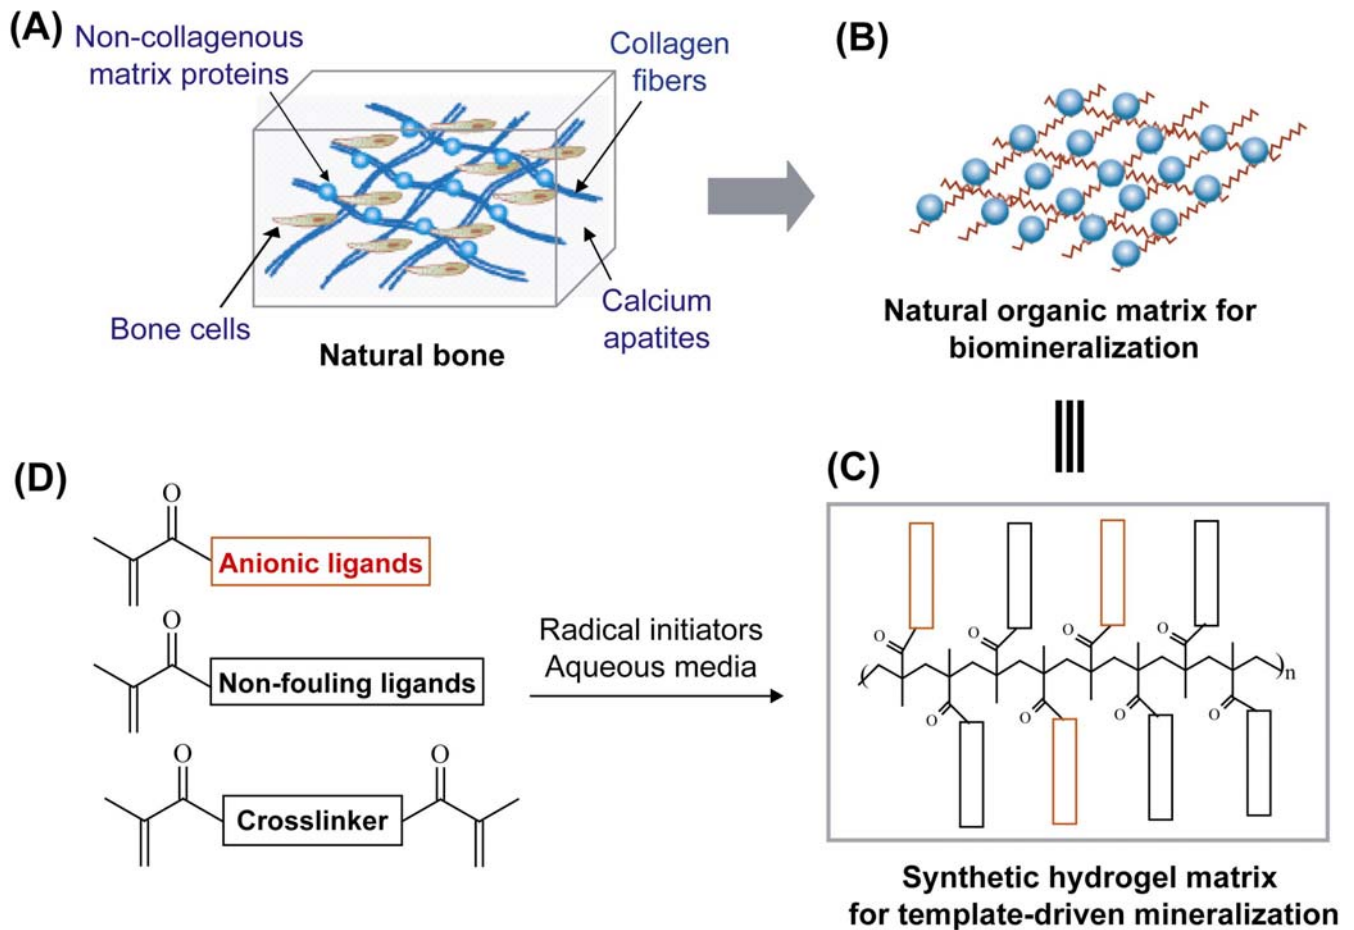 (A)
Non-collagenous
matrix proteins
Collagen
fibers
Bone cells
Calcium
apatites
Natural bone
(B)
Natural organic matrix for
biomineralization
(C)
O
O
O
O
O
O
O
O
n
Synthetic hydrogel matrix
for template-driven mineralization
(D)
O
Anionic ligands
O
Non-fouling ligands
O
O
Crosslinker
Radical initiators
Aqueous media